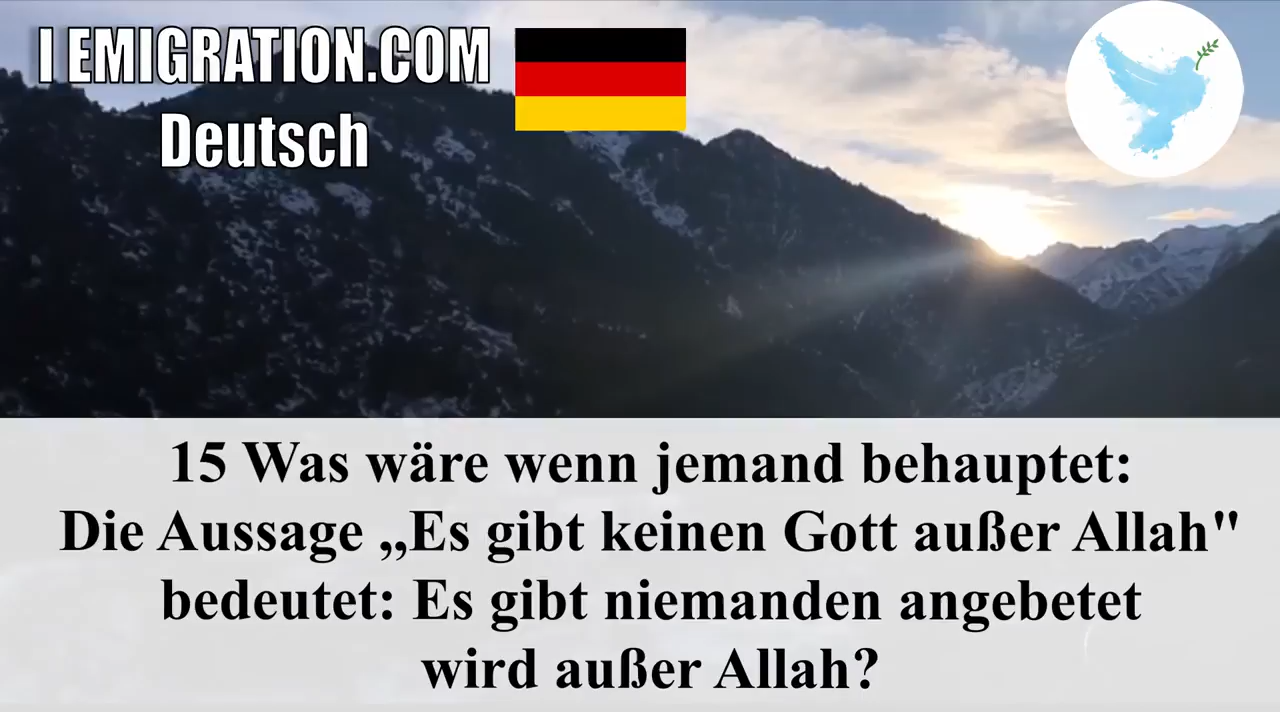 I EMIGRATION.COM
Deutsch
15 Was wäre wenn jemand behauptet:
Die Aussage „Es gibt keinen Gott außer Allah"
bedeutet: Es gibt niemanden angebetet
wird außer Allah?